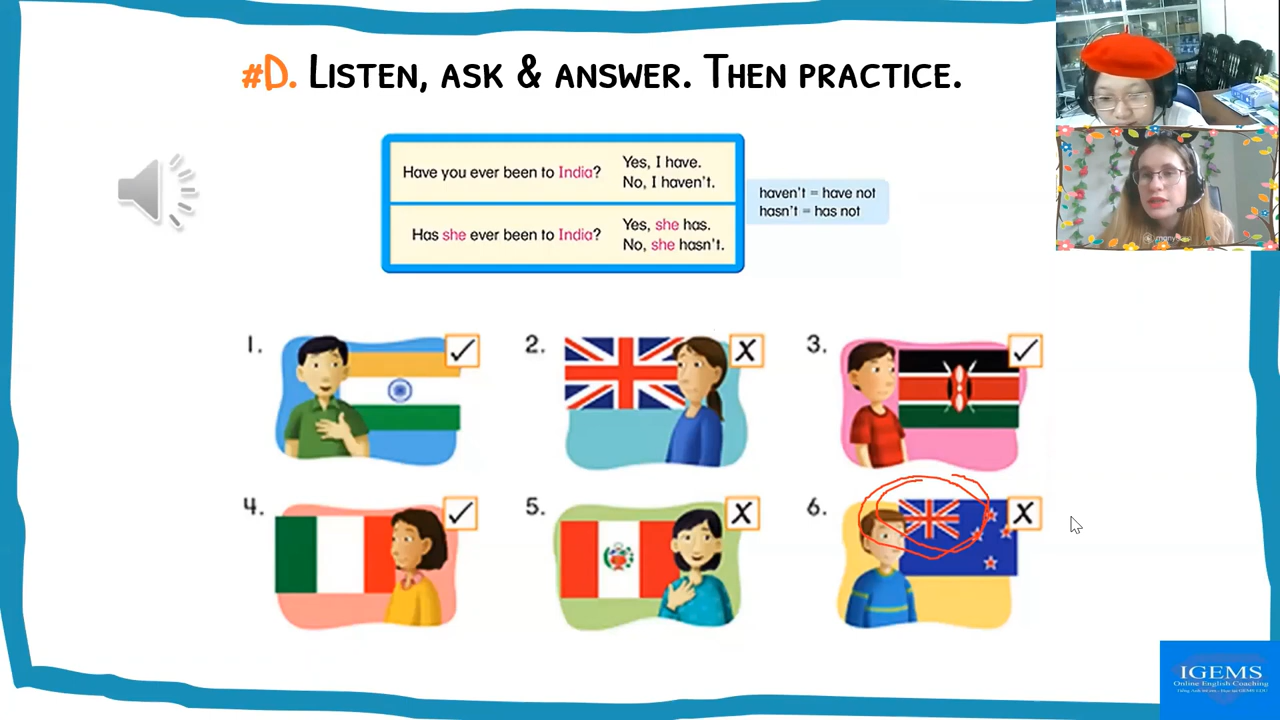 #D. LISTEN, ASK & ANSWER. THEN PRACTICE.
Have you ever been to India? Yes, I have.
No, I haven't.
haven't = have not
hasn't = has not
Has she ever been to India? Yes, she has.
No, she hasn't.
1.
2.
3.
4.
5.
6.
IGEMS
Online English Coaching